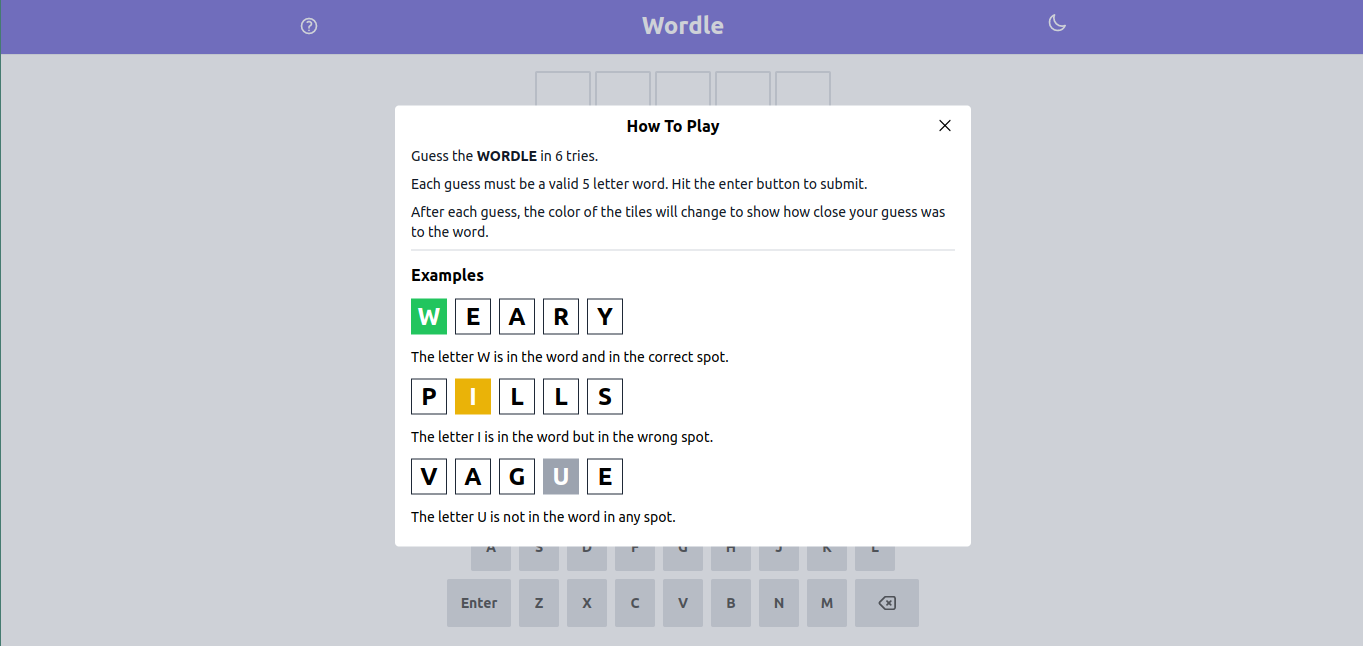 Wordle
How To Play
Guess the WORDLE in 6 tries.
Each guess must be a valid 5 letter word. Hit the enter button to submit.
After each guess, the color of the tiles will change to show how close your guess was
to the word.
Examples
W E A R Y
The letter W is in the word and in the correct spot.
P I L L S
The letter I is in the word but in the wrong spot.
V A G U E
The letter U is not in the word in any spot.
A S D F G H J K L
Enter Z X C V B N M